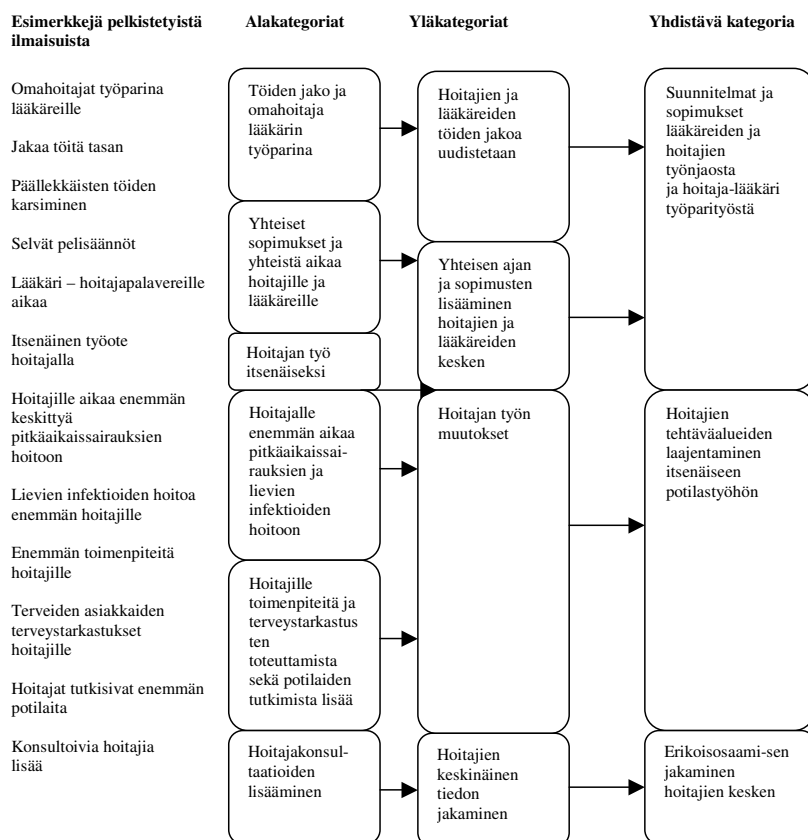 Esimerkkejä pelkistetyistä
ilmaisuista
Alakategoriat
Yläkategoriat
Yhdistävä kategoria
Omahoitajat työparina
lääkäreille
Jakaa töitä tasan
Päällekkäisten töiden
karsiminen
Selvät pelisäännöt
Lääkäri – hoitajapalavereille
aikaa
Itsenäinen työote
hoitajalla
Hoitajille aikaa enemmän
keskittyä
pitkäaikaissairauksien
hoitoon
Lievien infektioiden hoitoa
enemmän hoitajille
Enemmän toimenpiteitä
hoitajille
Terveiden asiakkaiden
terveystarkastukset
hoitajille
Hoitajat tutkisivat enemmän
potilaita
Konsultoivia hoitajia
lisää
Töiden jako ja
omahoitaja
lääkärin
työparina
Yhteiset
sopimukset ja
yhteistä aikaa
hoitajille ja
lääkäreille
Hoitajan työ
itsenäiseksi
Hoitajalle
enemmän aikaa
pitkäaikaissai-
rauksien ja
lievien
infektioiden
hoitoon
Hoitajille
toimenpiteitä ja
terveystarkastus
ten
toteuttamista
sekä potilaiden
tutkimista lisää
Hoitajakonsul-
taatioiden
lisääminen
Hoitajien ja
lääkäreiden
töiden jakoa
uudistetaan
Yhteisen ajan
ja sopimusten
lisääminen
hoitajien ja
lääkäreiden
kesken
Hoitajan työn
muutokset
Hoitajien
keskinäinen
tiedon
jakaminen
Suunnitelmat ja
sopimukset
lääkäreiden ja
hoitajien
työnjaosta
ja hoitaja-lääkäri
työparityöstä
Hoitajien
tehtäväalueiden
laajentaminen
itsenäiseen
potilastyöhön
Erikoisosaami-sen
jakaminen
hoitajien kesken